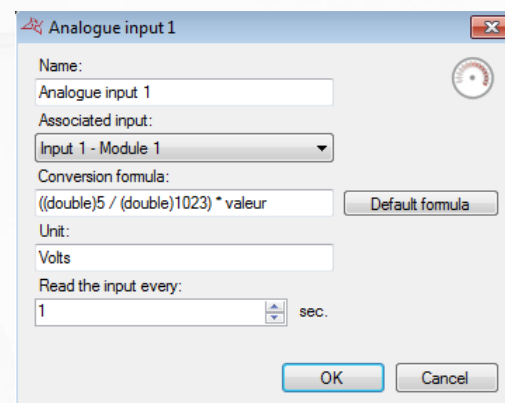 Analogue input 1
Name:
Analogue input 1
Associated input:
Input 1 - Module 1
Conversion formula:
((double)5 / (double)1023) * valeur
Default formula
Unit:
Volts
Read the input every:
1
sec.
OK
Cancel